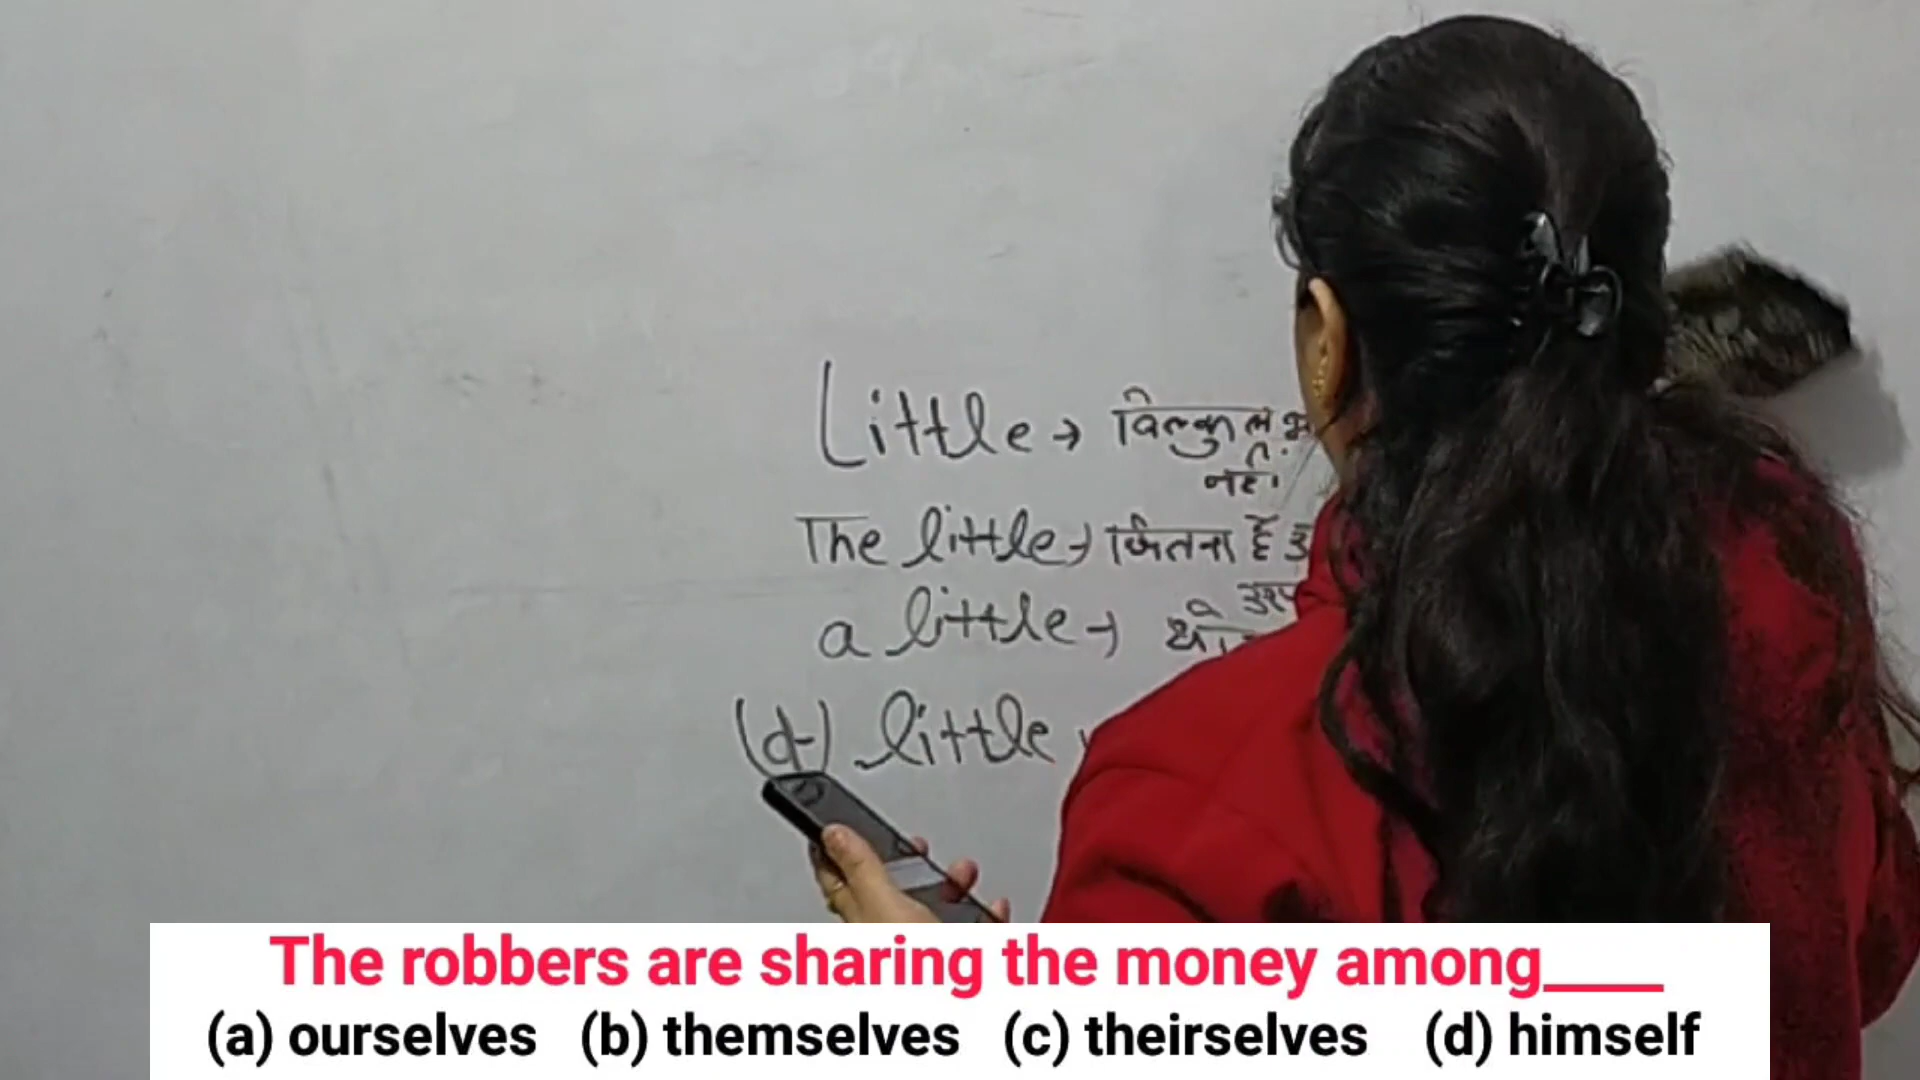 Little → बिल्कुल
नहीं
The little → जितना है
a little →
(d) little
The robbers are sharing the money among____
(a) ourselves (b) themselves (c) theirselves (d) himself